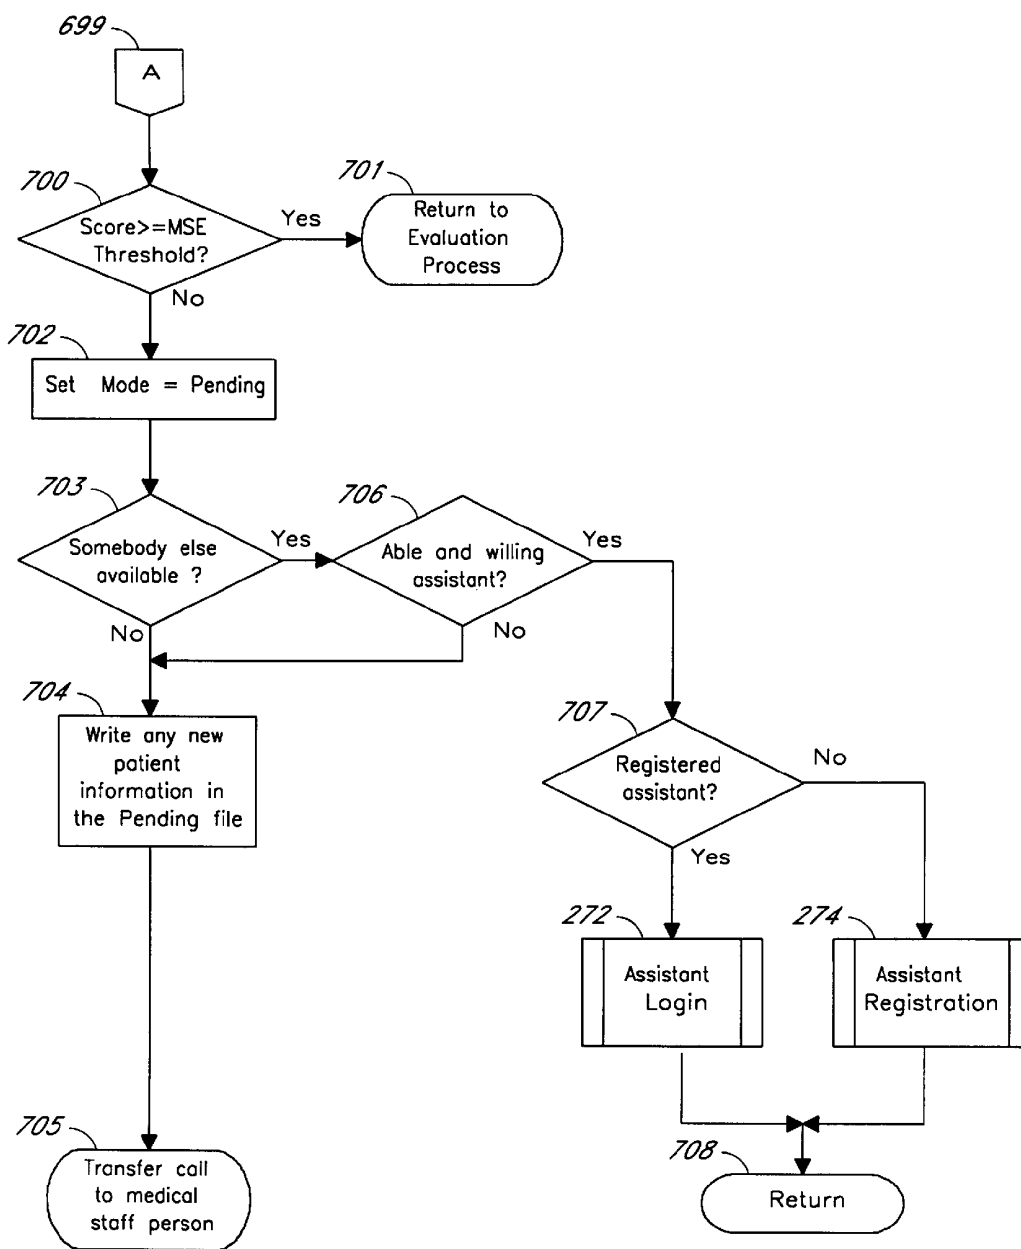 699
A
700
Score>=MSE
Threshold?
Yes
701
Return to
Evaluation
Process
No
702
Set Mode = Pending
703
Somebody else
available ?
Yes
706
Able and willing
assistant?
Yes
No
No
704
Write any new
patient
information in
the Pending file
707
Registered
assistant?
No
Yes
272
Assistant
Login
274
Assistant
Registration
705
Transfer call
to medical
staff person
708
Return